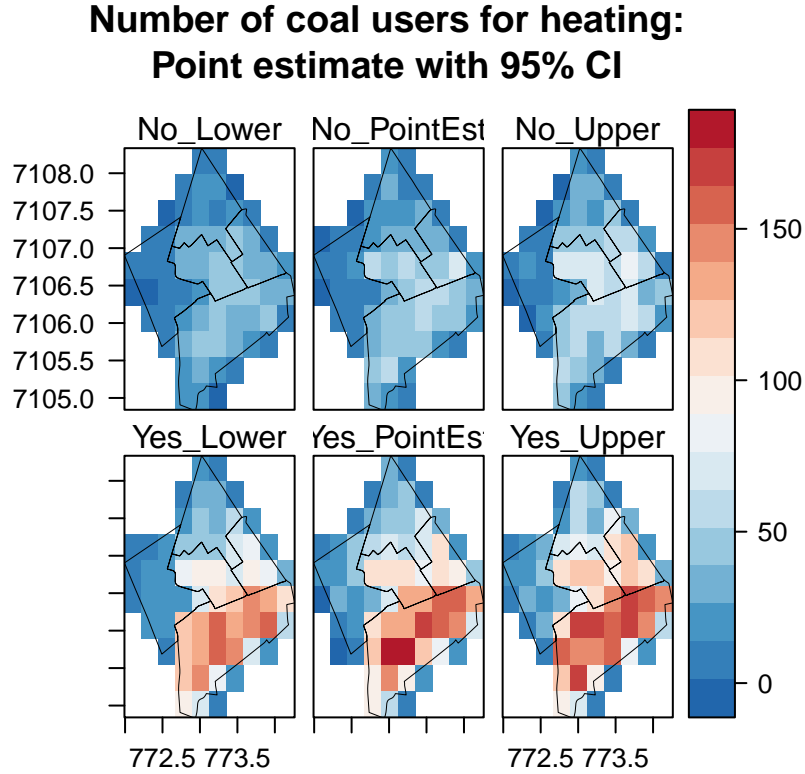 Number of coal users for heating:
Point estimate with 95% CI
No_Lower No_PointEst No_Upper
7108.0
7107.5
7107.0
7106.5
7106.0
7105.5
7105.0
150
100
50
0
Yes_Lower Yes_PointEst Yes_Upper
772.5 773.5 772.5 773.5